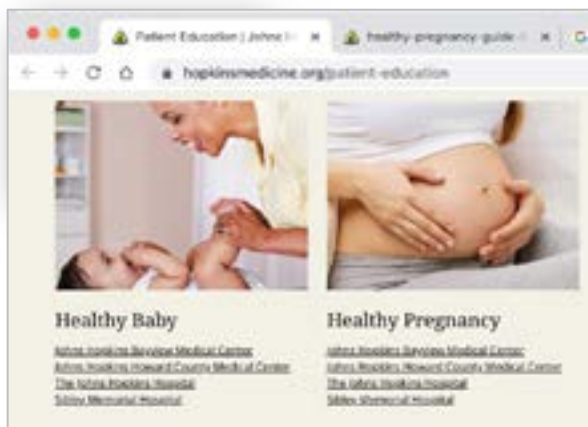 Patient Education | Johns
healthy-pregnancy-guide
hopkinsmedicine.org/patient-education
Healthy Baby
Johns Hopkins Bayview Medical Center
Johns Hopkins Howard County Medical Center
The Johns Hopkins Hospital
Sibley Memorial Hospital
Healthy Pregnancy
Johns Hopkins Bayview Medical Center
Johns Hopkins Howard County Medical Center
The Johns Hopkins Hospital
Sibley Memorial Hospital